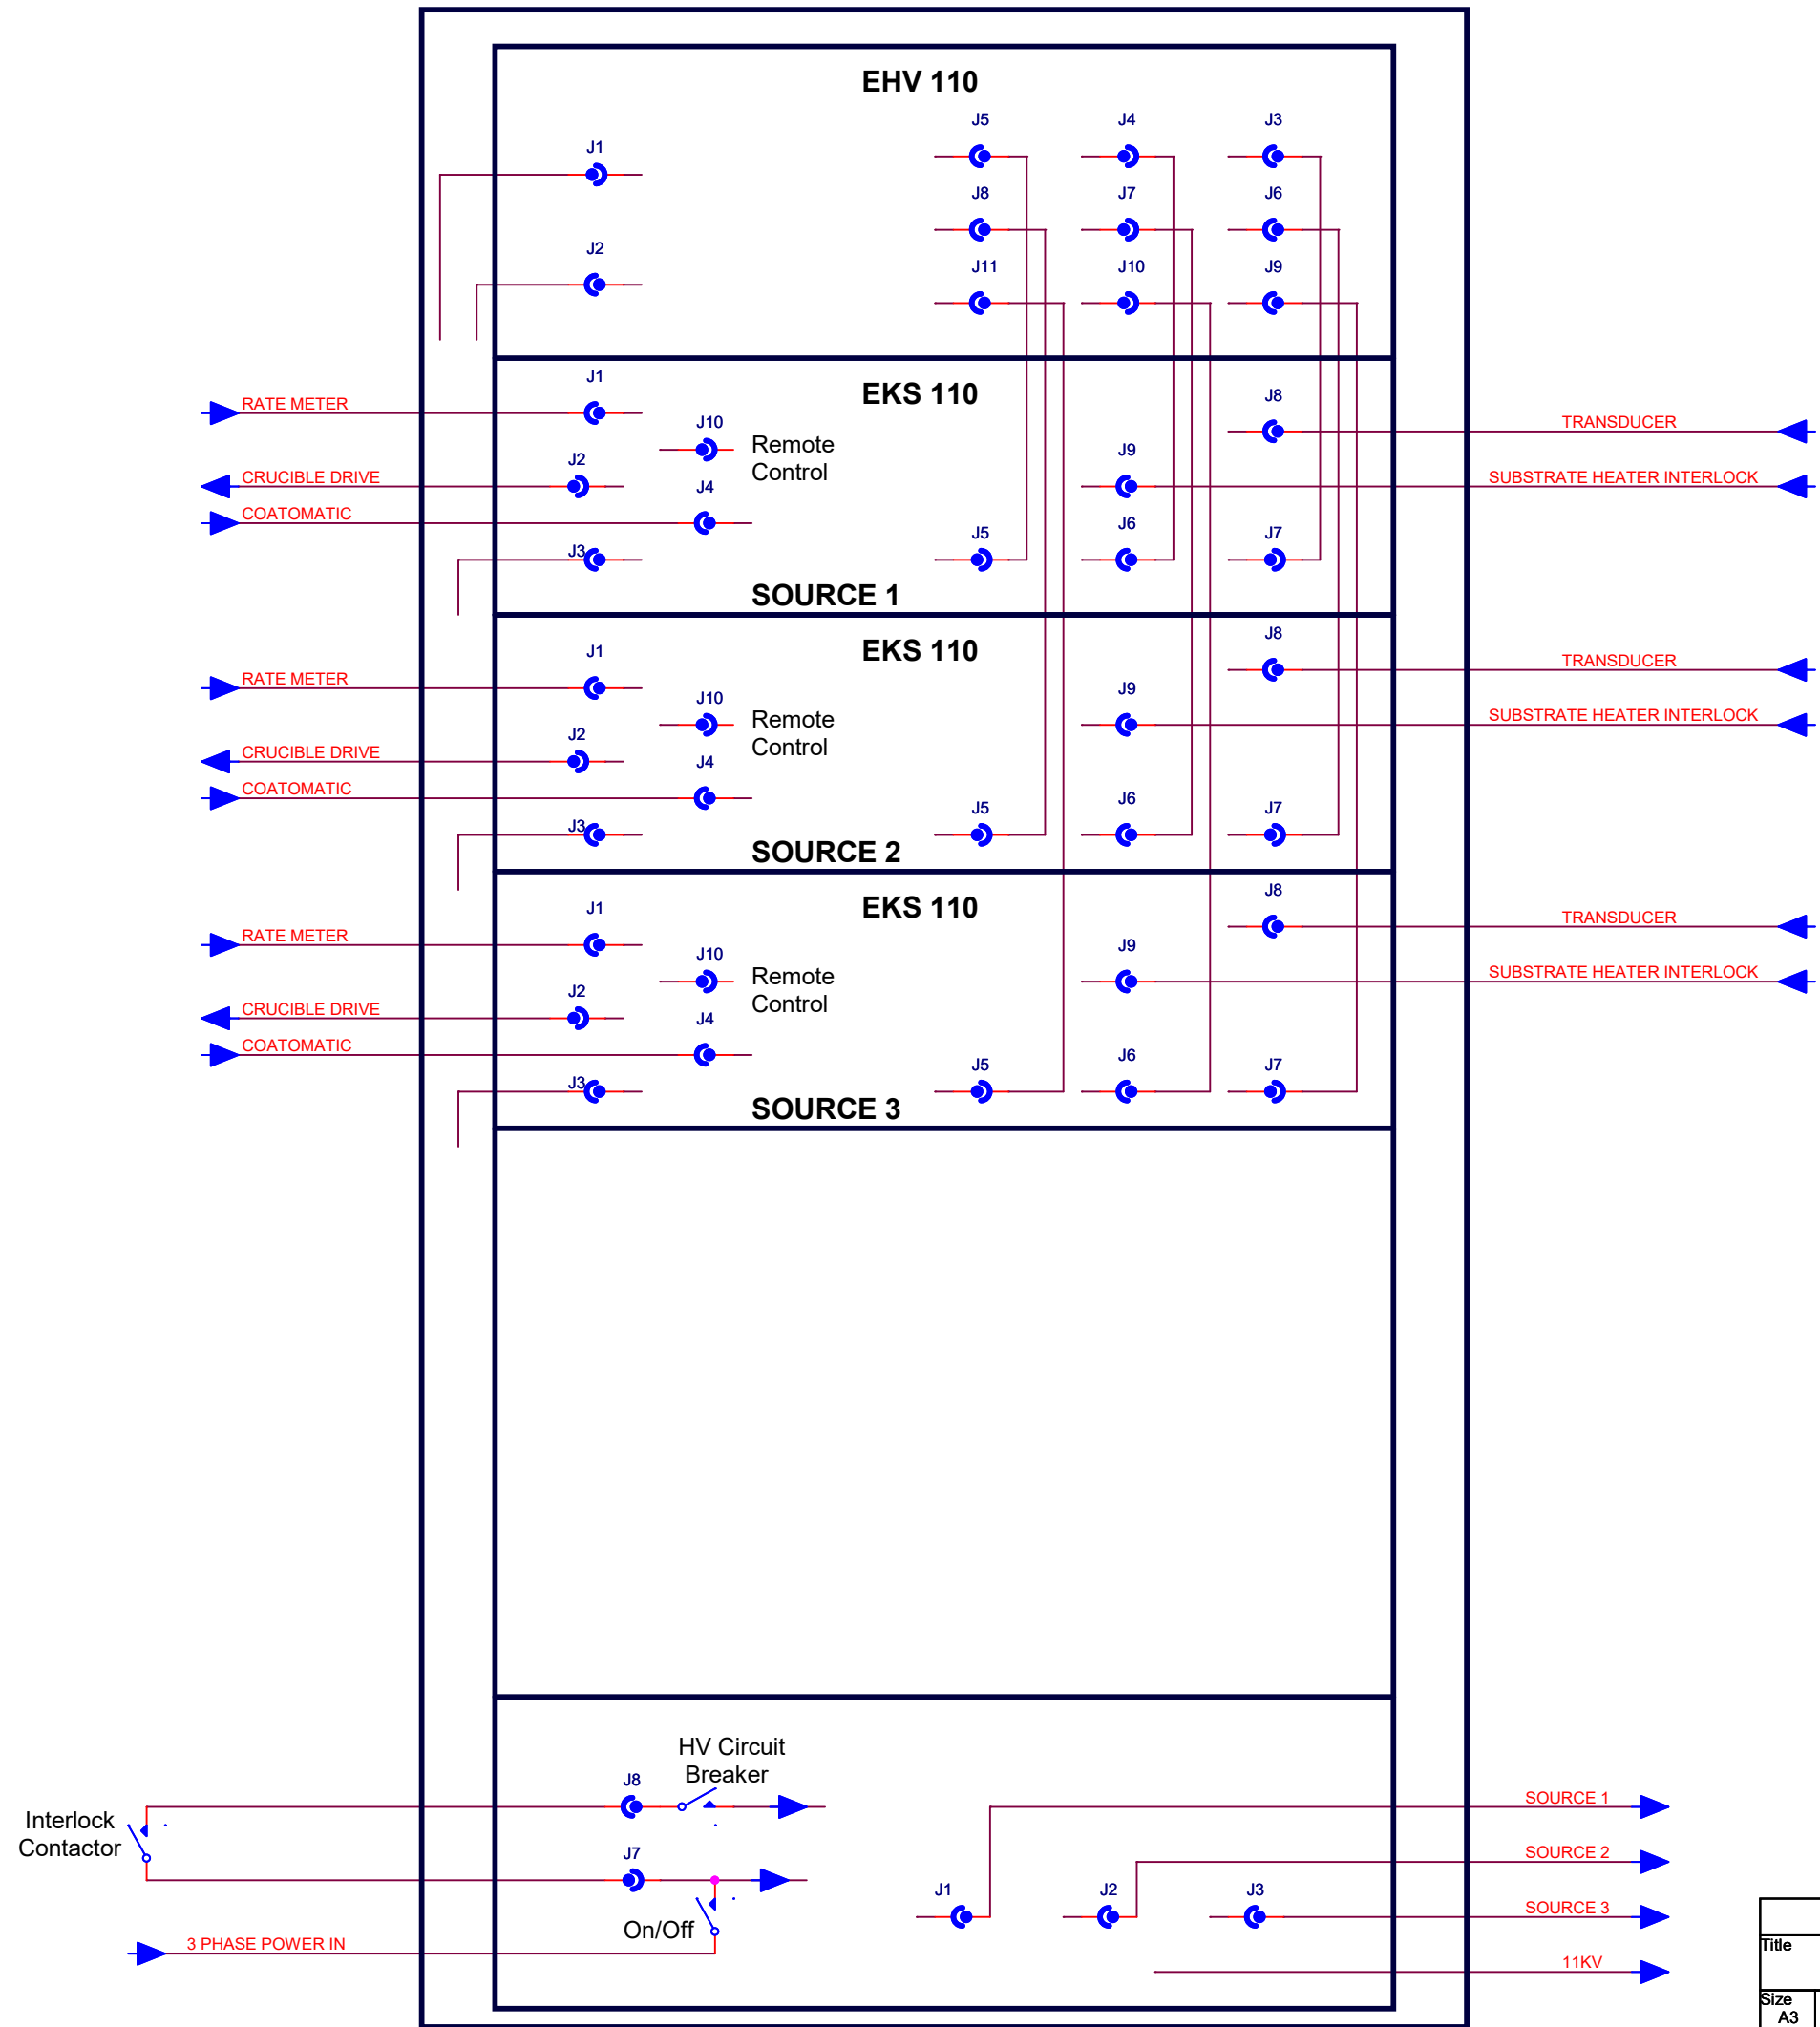 EHV 110
J5
J4
J3
J1
J8
J7
J6
J2
J11
J10
J9
J1
EKS 110
J8
RATE METER
J10
Remote
Control
TRANSDUCER
J2
J9
CRUCIBLE DRIVE
SUBSTRATE HEATER INTERLOCK
J4
COATOMATIC
J3
J5
J6
J7
SOURCE 1
J1
EKS 110
J8
RATE METER
J10
Remote
Control
TRANSDUCER
J9
SUBSTRATE HEATER INTERLOCK
J2
CRUCIBLE DRIVE
J4
COATOMATIC
J3
J5
J6
J7
SOURCE 2
J1
EKS 110
J8
RATE METER
J10
Remote
Control
TRANSDUCER
J9
SUBSTRATE HEATER INTERLOCK
J2
CRUCIBLE DRIVE
J4
COATOMATIC
J3
J5
J6
J7
SOURCE 3
HV Circuit
Breaker
J8
Interlock
Contactor
SOURCE 1
J7
SOURCE 2
J1
J2
J3
SOURCE 3
On/Off
3 PHASE POWER IN
11KV
Title
Size
A3